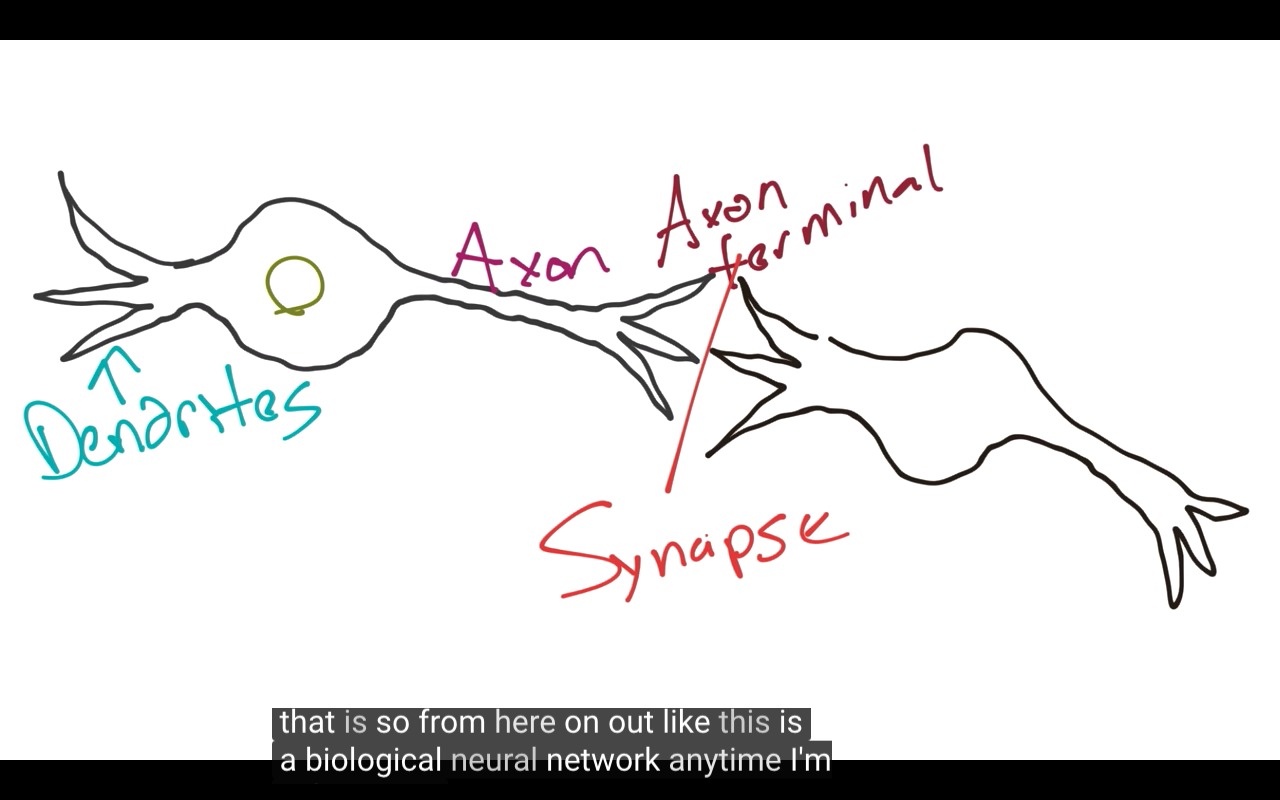 Axon
terminal
Axon
Dendrites
Synapse
that is so from here on out like this is
a biological neural network anytime I'm